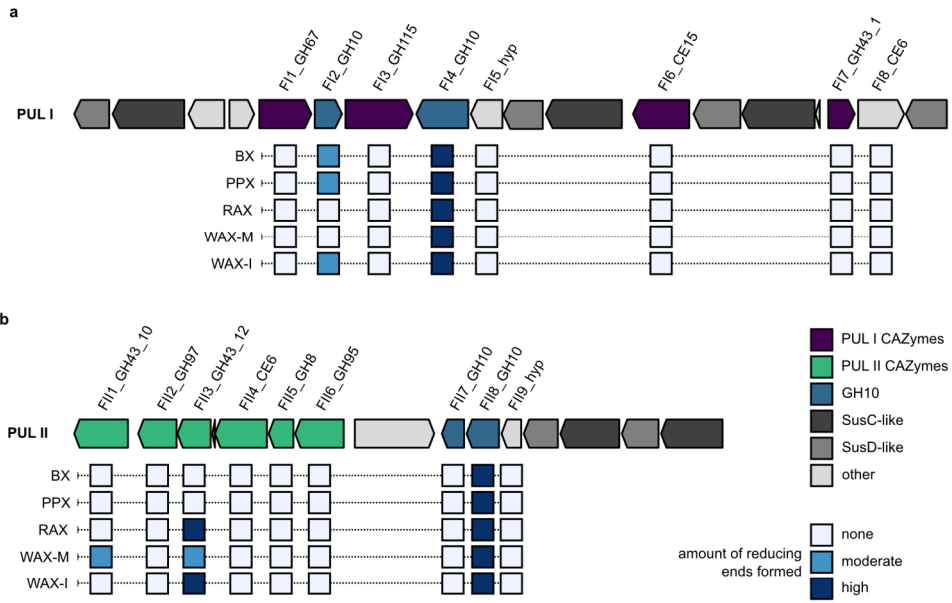 a
FI1_GH67
FI2_GH10
FI3_GH115
FI4_GH10
FI5_hyp
FI6_CE15
FI7_GH43_1
FI8_CE6
PUL I
BX
PPX
RAX
WAX-M
WAX-I
b
FII1_GH43_10
FII2_GH97
FII3_GH43_12
FII4_CE6
FII5_GH8
FII6_GH95
FII7_GH10
FII8_GH10
FII9_hyp
PUL II
BX
PPX
RAX
WAX-M
WAX-I
PUL I CAZymes
PUL II CAZymes
GH10
SusC-like
SusD-like
other
amount of reducing
ends formed
none
moderate
high